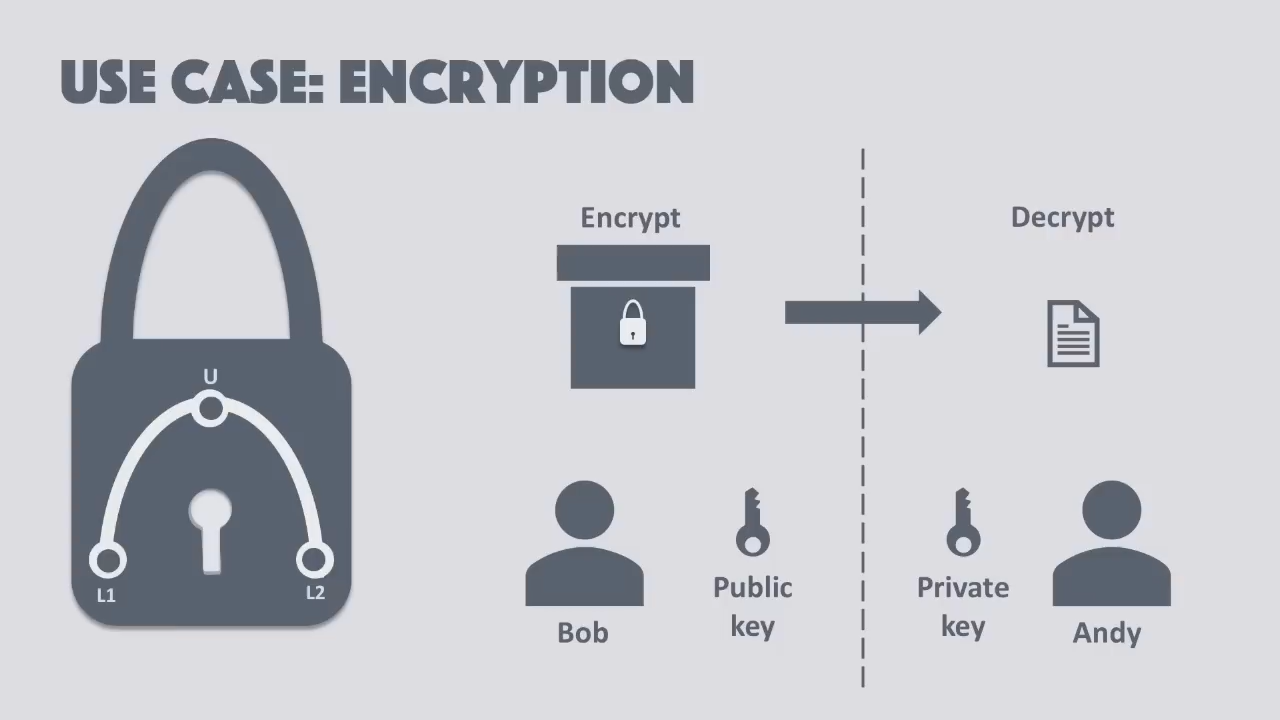 USE CASE: ENCRYPTION
U
L1
L2
Encrypt
Decrypt
Bob
Public
key
Private
key
Andy